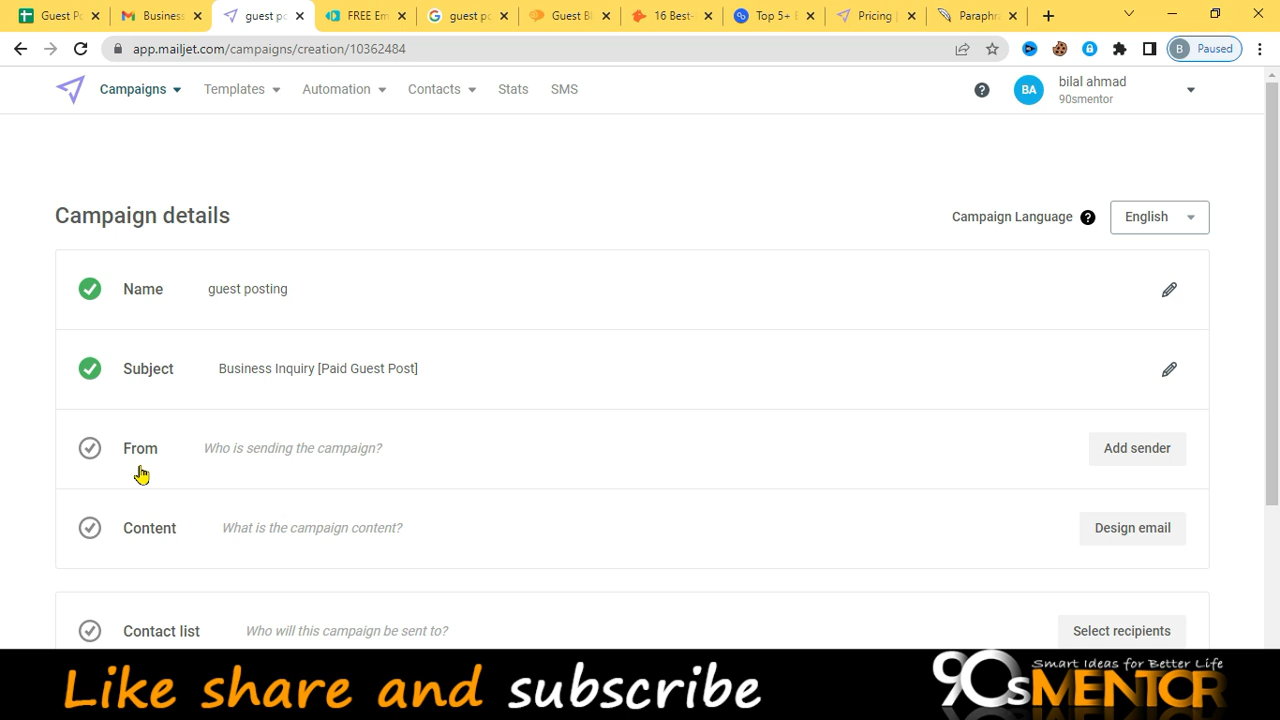 Guest Po
Business
guest po
FREE Em
guest po
Guest Bl
16 Best-
Top 5+ E
Pricing |
Paraphra
app.mailjet.com/campaigns/creation/10362484
B Paused
Campaigns
Templates
Automation
Contacts
Stats
SMS
BA
bilal ahmad
90smentor
Campaign details
Campaign Language
English
Name guest posting
Subject Business Inquiry [Paid Guest Post]
From Who is sending the campaign? Add sender
Content What is the campaign content? Design email
Contact list Who will this campaign be sent to? Select recipients
Like share and subscribe
Smart Ideas for Better Life
90sMENTOR